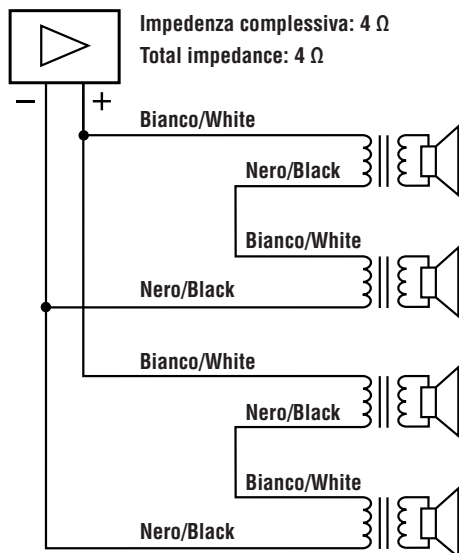 Impedenza complessiva: 4 Ω
Total impedance: 4 Ω
− +
Bianco/White
Nero/Black
Bianco/White
Nero/Black
Bianco/White
Nero/Black
Bianco/White
Nero/Black